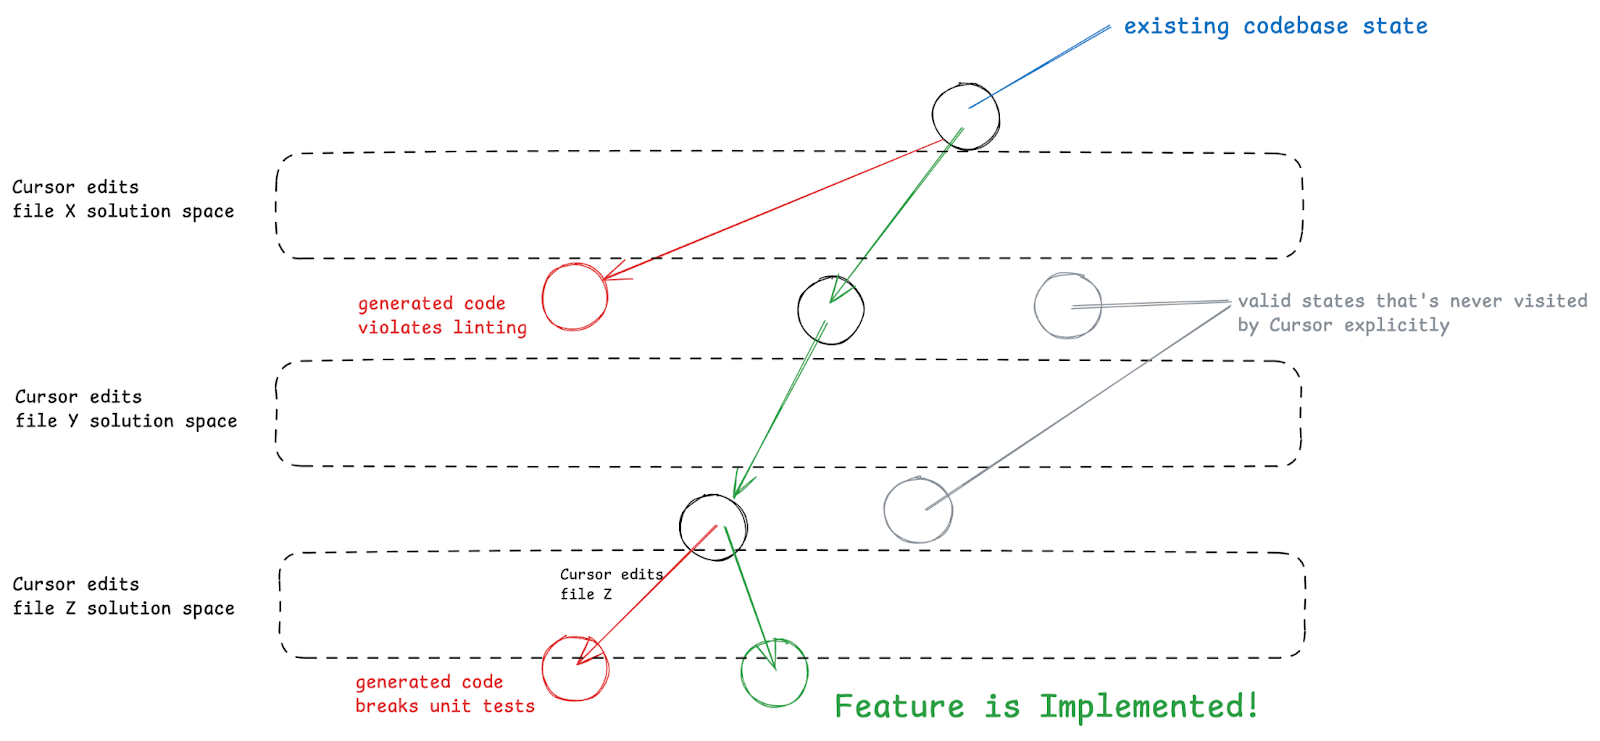 existing codebase state
Cursor edits
file X solution space
generated code
violates linting
valid states that's never visited
by Cursor explicitly
Cursor edits
file Y solution space
Cursor edits
file Z solution space
Cursor edits
file Z
generated code
breaks unit tests
Feature is Implemented!